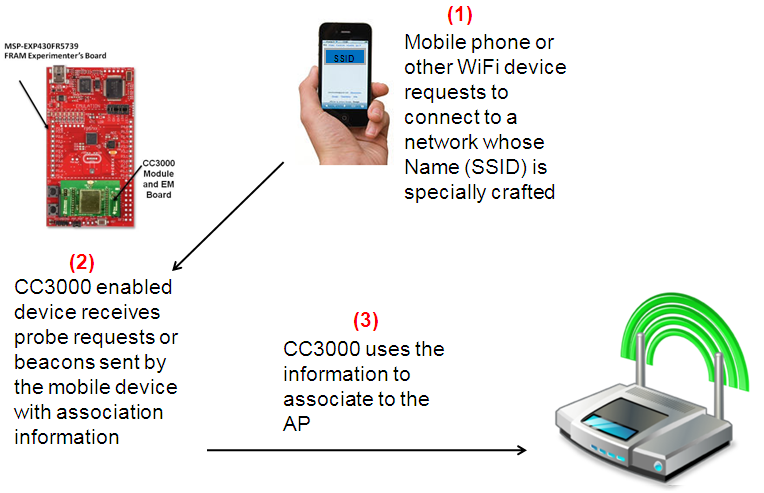 MSP-EXP430FR5739
FRAM Experimenter's Board
CC3000
Module
and EM
Board
SSID
(1)
Mobile phone or
other WiFi device
requests to
connect to a
network whose
Name (SSID) is
specially crafted
(2)
CC3000 enabled
device receives
probe requests or
beacons sent by
the mobile device
with association
information
(3)
CC3000 uses the
information to
associate to the
AP